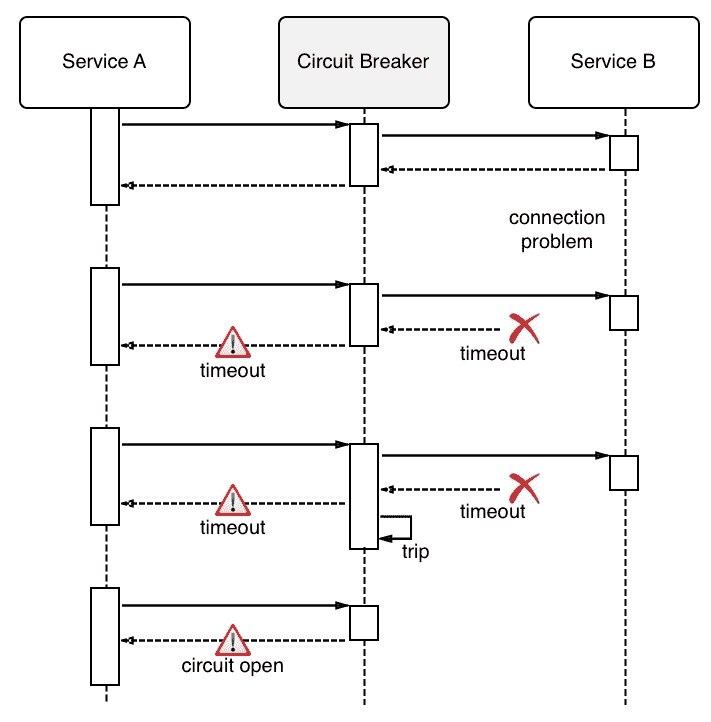 Service A
Circuit Breaker
Service B
connection
problem
timeout
timeout
timeout
timeout
trip
circuit open